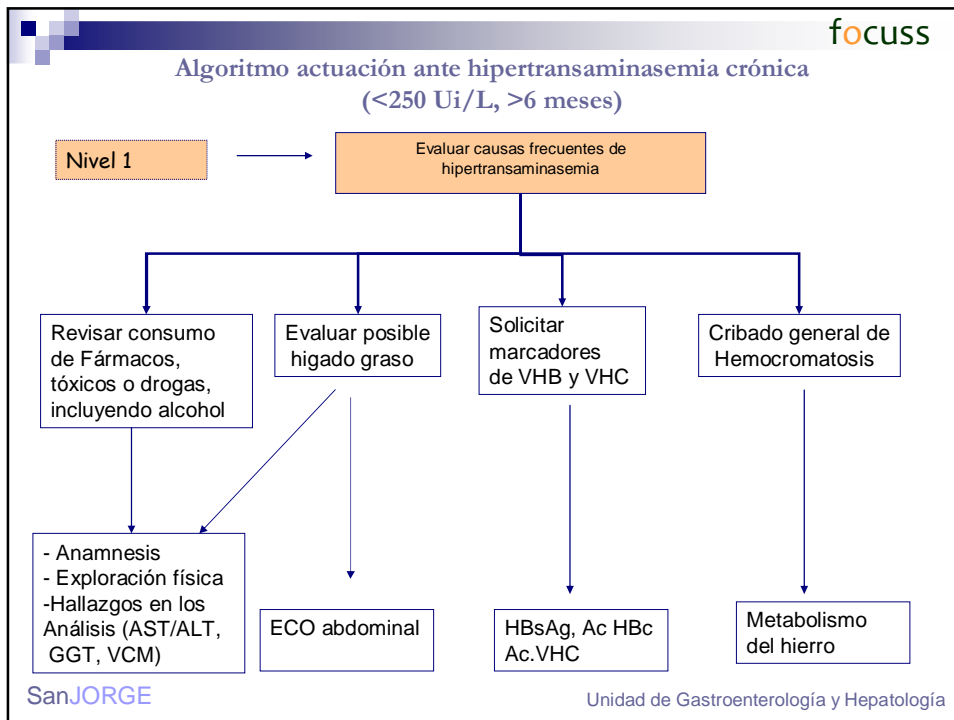 focuss
Algoritmo actuación ante hipertransaminasemia crónica
(<250 Ui/L, >6 meses)
Nivel 1
Evaluar causas frecuentes de
hipertransaminasemia
Revisar consumo
de Fármacos,
tóxicos o drogas,
incluyendo alcohol
Evaluar posible
higado graso
Solicitar
marcadores
de VHB y VHC
Cribado general de
Hemocromatosis
- Anamnesis
- Exploración física
-Hallazgos en los
Análisis (AST/ALT,
GGT, VCM)
ECO abdominal
HBsAg, Ac HBc
Ac.VHC
Metabolismo
del hierro
SanJORGE
Unidad de Gastroenterología y Hepatología